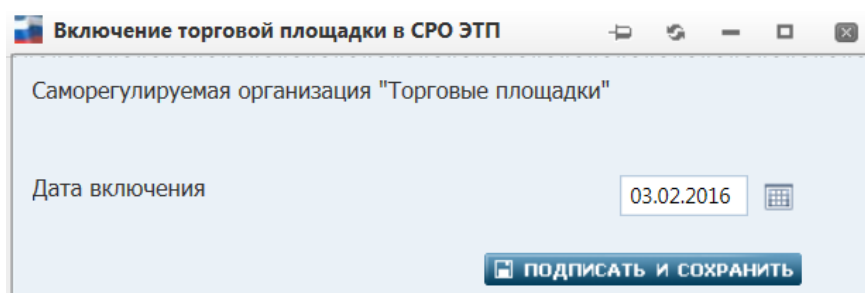 Включение торговой площадки в СРО ЭТП
Саморегулируемая организация "Торговые площадки"
Дата включения
03.02.2016
ПОДПИСАТЬ И СОХРАНИТЬ